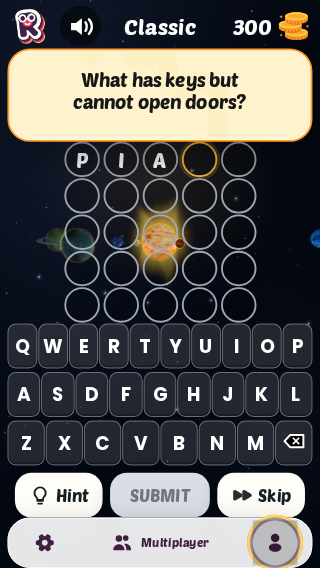 Classic
300
What has keys but
cannot open doors?
P I A
Q W E R T Y U I O P
A S D F G H J K L
Z X C V B N M
Hint
SUBMIT
Skip
Multiplayer